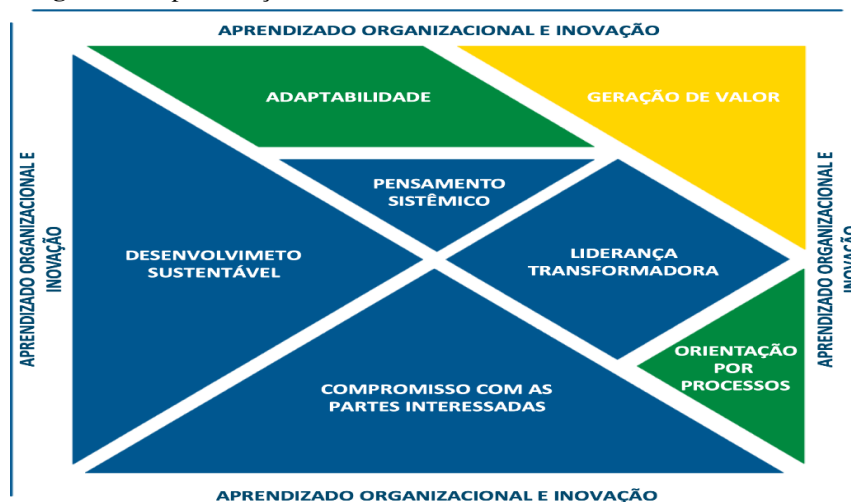 APRENDIZADO ORGANIZACIONAL E INOVAÇÃO
ADAPTABILIDADE
GERAÇÃO DE VALOR
APRENDIZADO ORGANIZACIONAL E
INOVAÇÃO
PENSAMENTO
SISTÊMICO
DESENVOLVIMETO
SUSTENTÁVEL
LIDERANÇA
TRANSFORMADORA
APRENDIZADO ORGANIZACIONAL E
INOVAÇÃO
ORIENTAÇÃO
POR
PROCESSOS
COMPROMISSO COM AS
PARTES INTERESSADAS
APRENDIZADO ORGANIZACIONAL E INOVAÇÃO